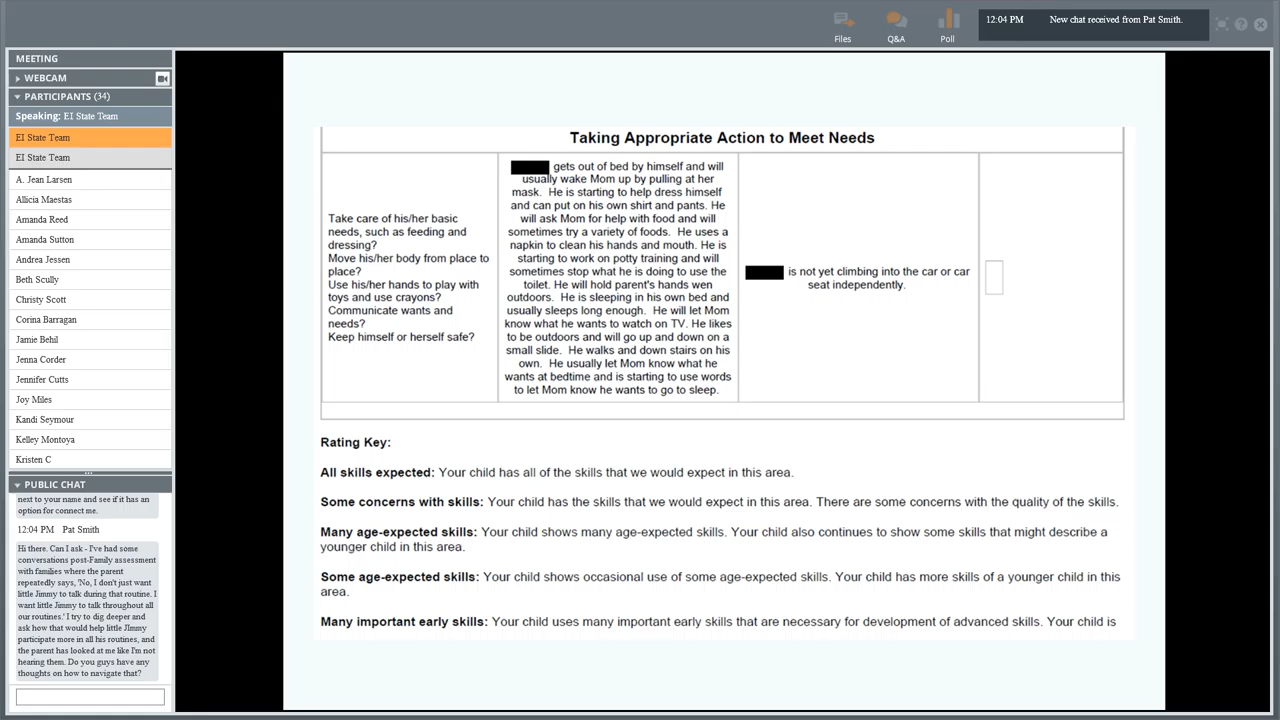 12:04 PM New chat received from Pat Smith.
Files
Q&A
Poll
MEETING
WEBCAM
PARTICIPANTS (34)
Speaking: EI State Team
EI State Team
EI State Team
A. Jean Larsen
Allicia Maestas
Amanda Reed
Amanda Sutton
Andrea Jessen
Beth Scully
Christy Scott
Corina Barragan
Jamie Behil
Jenna Corder
Jennifer Cutts
Joy Miles
Kandi Seymour
Kelley Montoya
Kristen C
PUBLIC CHAT
next to your name and see if it has an
option for connect me.
12:04 PM Pat Smith
Hi there. Can I ask - I've had some
conversations post-Family assessment
with families where the parent
repeatedly says, 'No, I don't just want
little Jimmy to talk during that routine. I
want little Jimmy to talk throughout all
our routines.' I try to dig deeper and
ask how that would help little JImmy
participate more in all his routines, and
the parent has looked at me like I'm not
hearing them. Do you guys have any
thoughts on how to navigate that?
Taking Appropriate Action to Meet Needs
Take care of his/her basic
needs, such as feeding and
dressing?
Move his/her body from place to
place?
Use his/her hands to play with
toys and use crayons?
Communicate wants and
needs?
Keep himself or herself safe?
gets out of bed by himself and will
usually wake Mom up by pulling at her
mask. He is starting to help dress himself
and can put on his own shirt and pants. He
will ask Mom for help with food and will
sometimes try a variety of foods. He uses a
napkin to clean his hands and mouth. He is
starting to work on potty training and will
sometimes stop what he is doing to use the
toilet. He will hold parent's hands wen
outdoors. He is sleeping in his own bed and
usually sleeps long enough. He will let Mom
know what he wants to watch on TV. He likes
to be outdoors and will go up and down on a
small slide. He walks and down stairs on his
own. He usually let Mom know what he
wants at bedtime and is starting to use words
to let Mom know he wants to go to sleep.
is not yet climbing into the car or car
seat independently.
Rating Key:
All skills expected: Your child has all of the skills that we would expect in this area.
Some concerns with skills: Your child has the skills that we would expect in this area. There are some concerns with the quality of the skills.
Many age-expected skills: Your child shows many age-expected skills. Your child also continues to show some skills that might describe a
younger child in this area.
Some age-expected skills: Your child shows occasional use of some age-expected skills. Your child has more skills of a younger child in this
area.
Many important early skills: Your child uses many important early skills that are necessary for development of advanced skills. Your child is